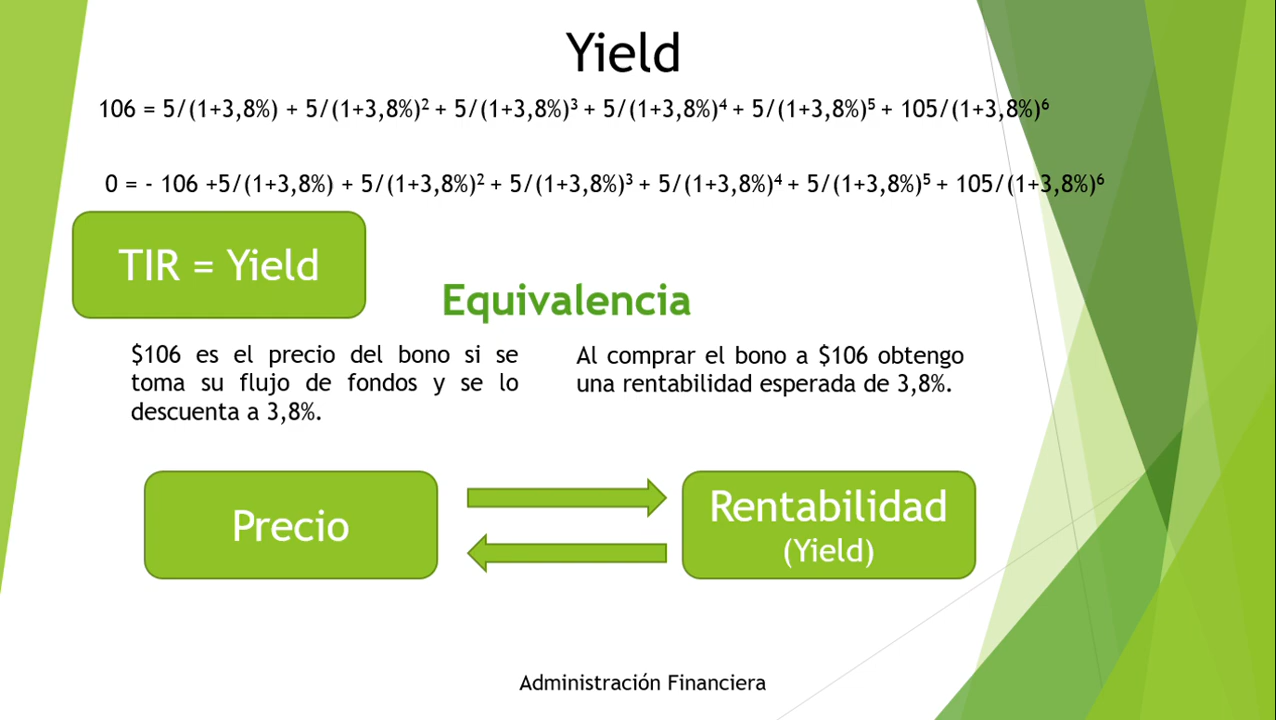 Yield
106 = 5/(1+3,8%) + 5/(1+3,8%)² + 5/(1+3,8%)³ + 5/(1+3,8%)⁴ + 5/(1+3,8%)⁵ + 105/(1+3,8%)⁶
0 = - 106 +5/(1+3,8%) + 5/(1+3,8%)² + 5/(1+3,8%)³ + 5/(1+3,8%)⁴ + 5/(1+3,8%)⁵ + 105/(1+3,8%)⁶
TIR = Yield
Equivalencia
$106 es el precio del bono si se
toma su flujo de fondos y se lo
descuenta a 3,8%.
Al comprar el bono a $106 obtengo
una rentabilidad esperada de 3,8%.
Precio
Rentabilidad
(Yield)
Administración Financiera